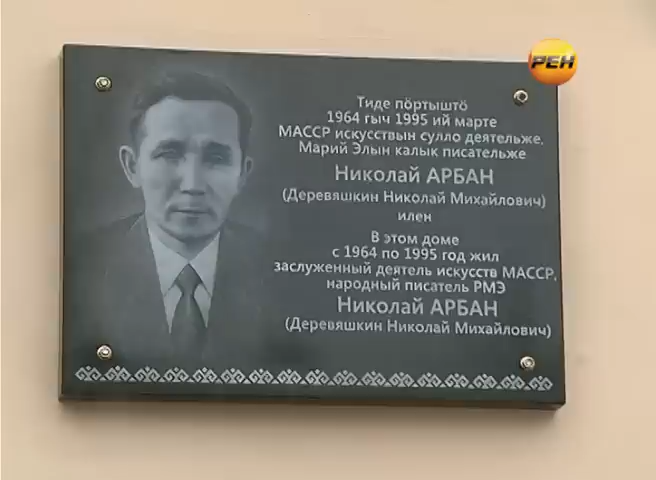 РЕН
Тиде пӧртыштӧ
1964 гыч 1995 ий марте
МАССР искусствын сулло деятельже,
Марий Элын калык писательже
Николай АРБАН
(Деревяшкин Николай Михайлович)
илен
В этом доме
с 1964 по 1995 год жил
заслуженный деятель искусств МАССР,
народный писатель РМЭ
Николай АРБАН
(Деревяшкин Николай Михайлович)